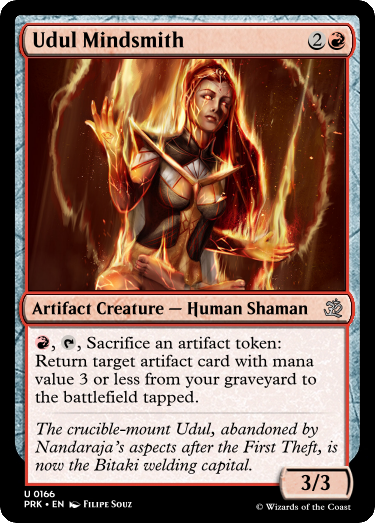 Udul Mindsmith 2
Artifact Creature — Human Shaman
, , Sacrifice an artifact token:
Return target artifact card with mana
value 3 or less from your graveyard to
the battlefield tapped.
The crucible-mount Udul, abandoned by
Nandaraja's aspects after the First Theft, is
now the Bitaki welding capital.
3/3
U 0166
PRK • EN Filipe Souz
© Wizards of the Coast